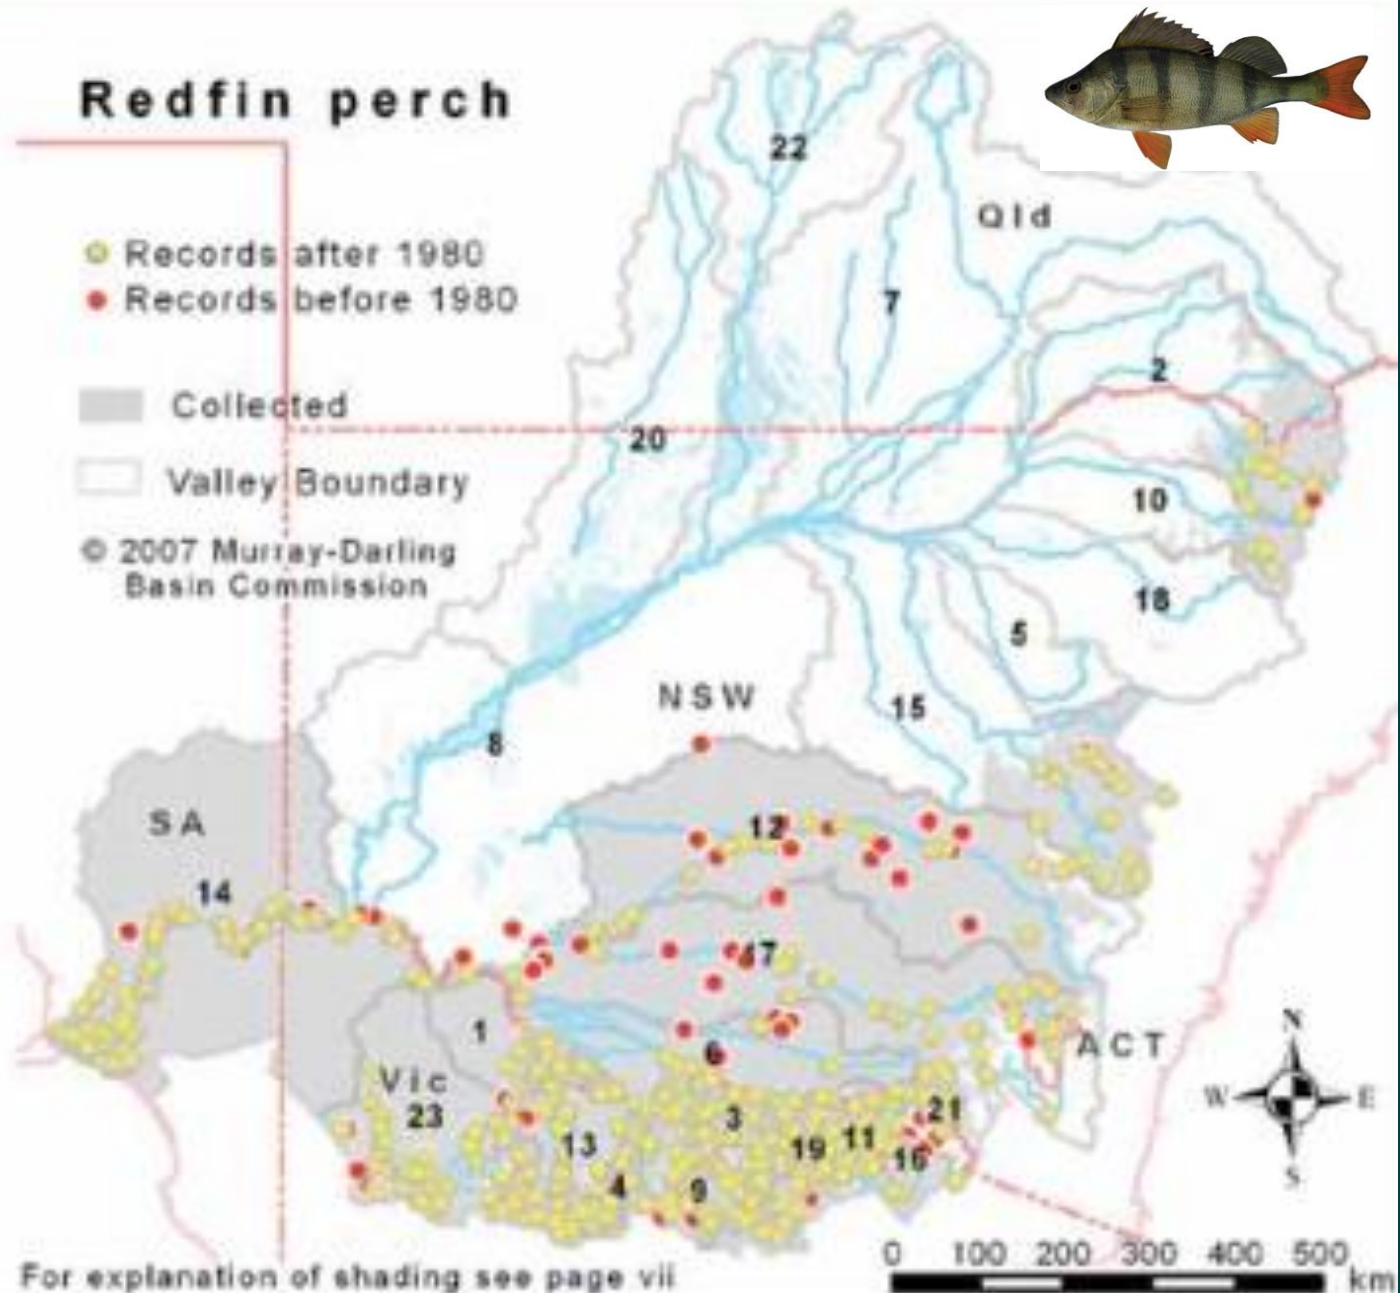 Redfin perch
22
Qld
Records after 1980
Records before 1980
7
2
Collected
20
Valley Boundary
10
© 2007 Murray-Darling
Basin Commission
18
5
NSW
15
8
SA
12
14
17
1
6
ACT
Vic
23
3
21
13
19
11
16
4
9
N
W
E
S
0 100 200 300 400 500
km
For explanation of shading see page vii